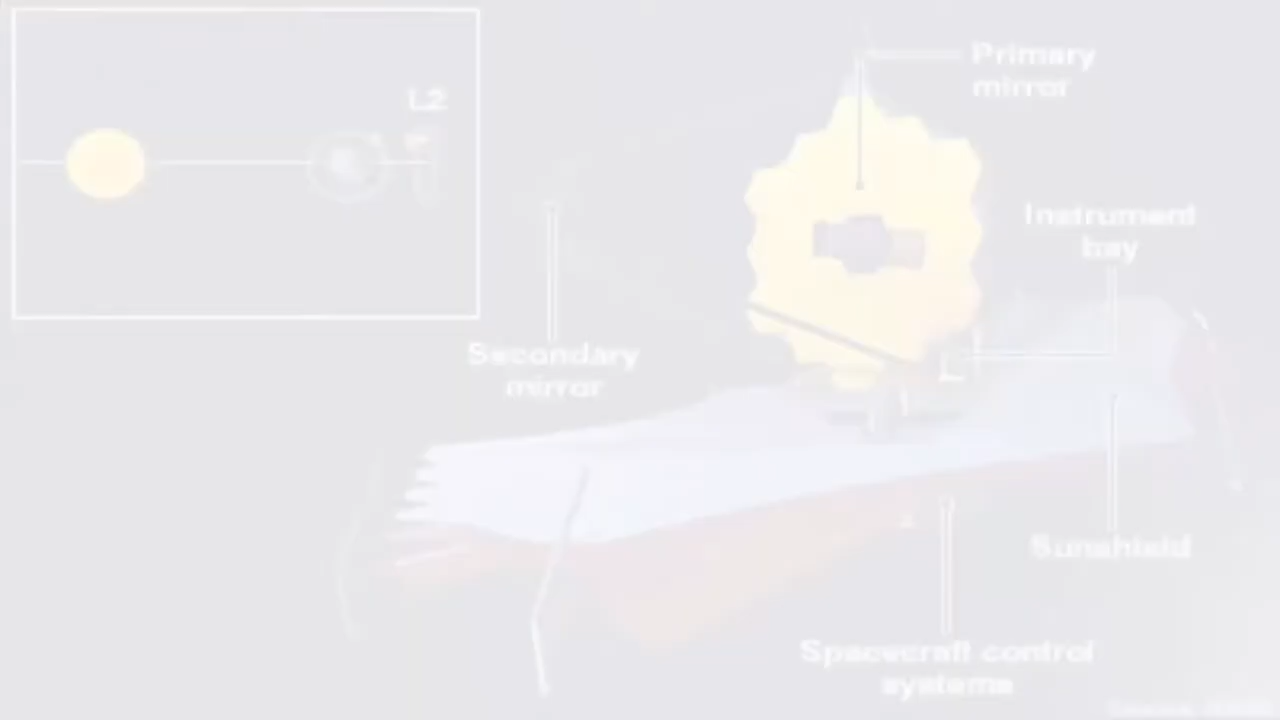 L2
Primary
mirror
Instrument
bay
Secondary
mirror
Sunshield
Spacecraft control
systems